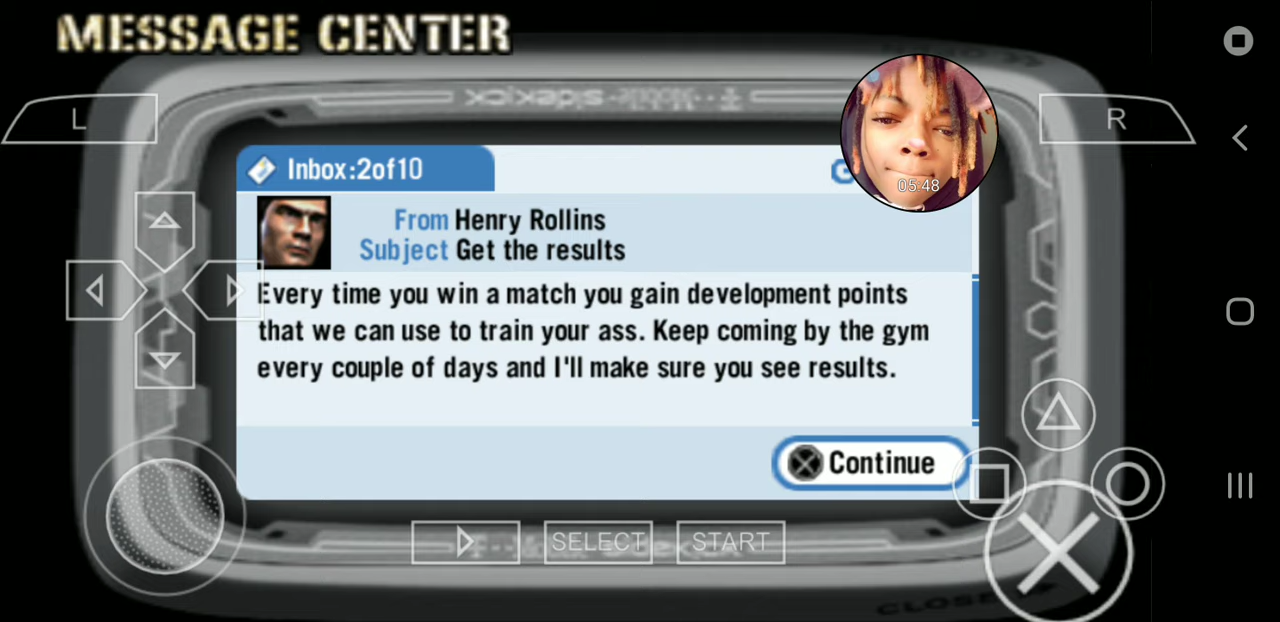 MESSAGE CENTER
L
R
Inbox:2of10
05:48
From Henry Rollins
Subject Get the results
Every time you win a match you gain development points
that we can use to train your ass. Keep coming by the gym
every couple of days and I'll make sure you see results.
Continue
SELECT
START
CLOSE